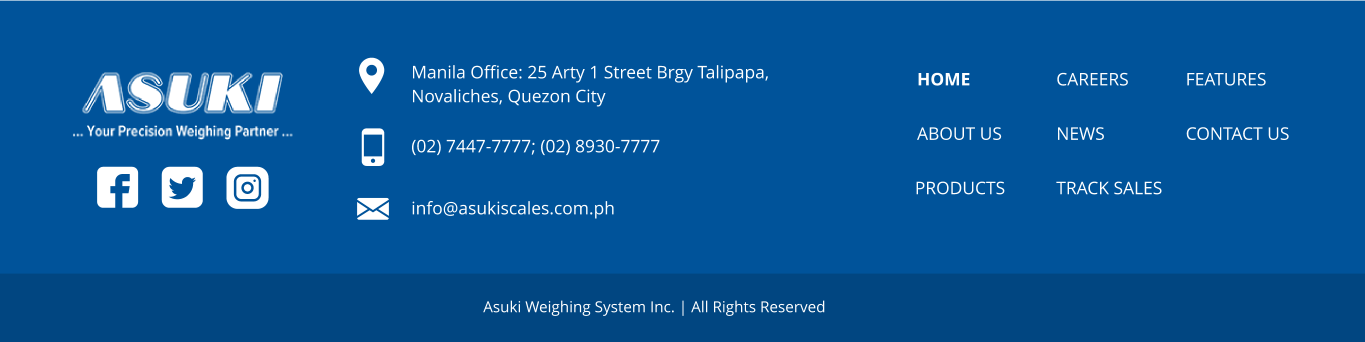 ASUKI
... Your Precision Weighing Partner ...
Manila Office: 25 Arty 1 Street Brgy Talipapa,
Novaliches, Quezon City
(02) 7447-7777; (02) 8930-7777
info@asukiscales.com.ph
HOME
ABOUT US
PRODUCTS
CAREERS
NEWS
TRACK SALES
FEATURES
CONTACT US
Asuki Weighing System Inc. | All Rights Reserved